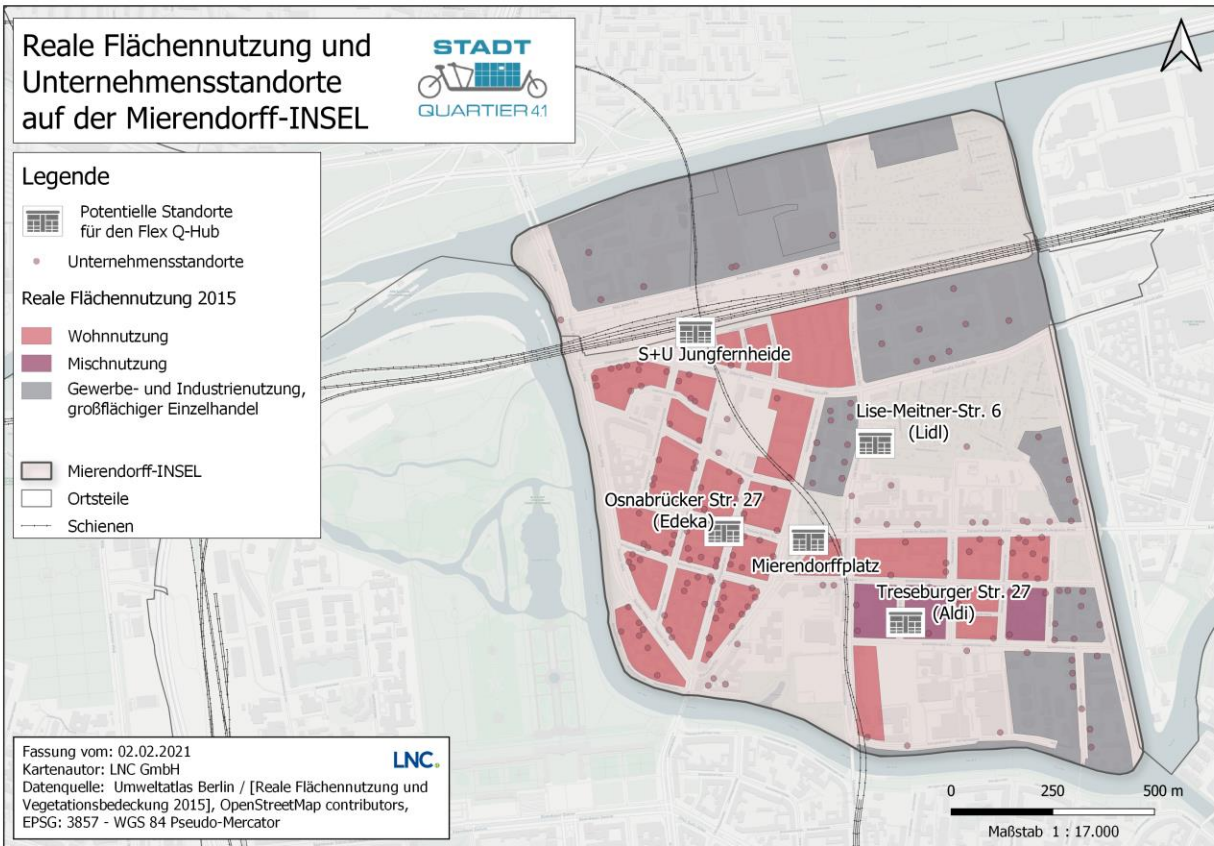 Reale Flächennutzung und
Unternehmensstandorte
auf der Mierendorff-INSEL
STADT
QUARTIER 4.1
Legende
Potentielle Standorte
für den Flex Q-Hub
Unternehmensstandorte
Reale Flächennutzung 2015
Wohnnutzung
Mischnutzung
Gewerbe- und Industrienutzung,
großflächiger Einzelhandel
Mierendorff-INSEL
Ortsteile
Schienen
S+U Jungfernheide
Lise-Meitner-Str. 6
(Lidl)
Osnabrücker Str. 27
(Edeka)
Mierendorffplatz
Treseburger Str. 27
(Aldi)
Fassung vom: 02.02.2021
Kartenautor: LNC GmbH
Datenquelle: Umweltatlas Berlin / [Reale Flächennutzung und
Vegetationsbedeckung 2015], OpenStreetMap contributors,
EPSG: 3857 - WGS 84 Pseudo-Mercator
LNC.
0 250 500 m
Maßstab 1 : 17.000